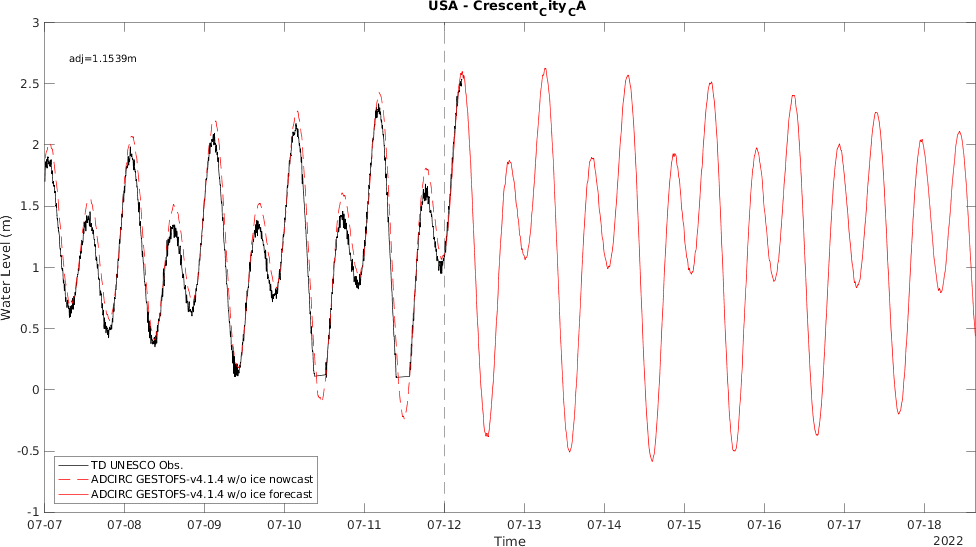 USA - Crescent_City_CA
adj=1.1539m
3
2.5
2
1.5
1
0.5
0
-0.5
-1
Water Level (m)
TD UNESCO Obs.
ADCIRC GESTOFS-v4.1.4 w/o ice nowcast
ADCIRC GESTOFS-v4.1.4 w/o ice forecast
07-07 07-08 07-09 07-10 07-11 07-12 07-13 07-14 07-15 07-16 07-17 07-18
Time
2022